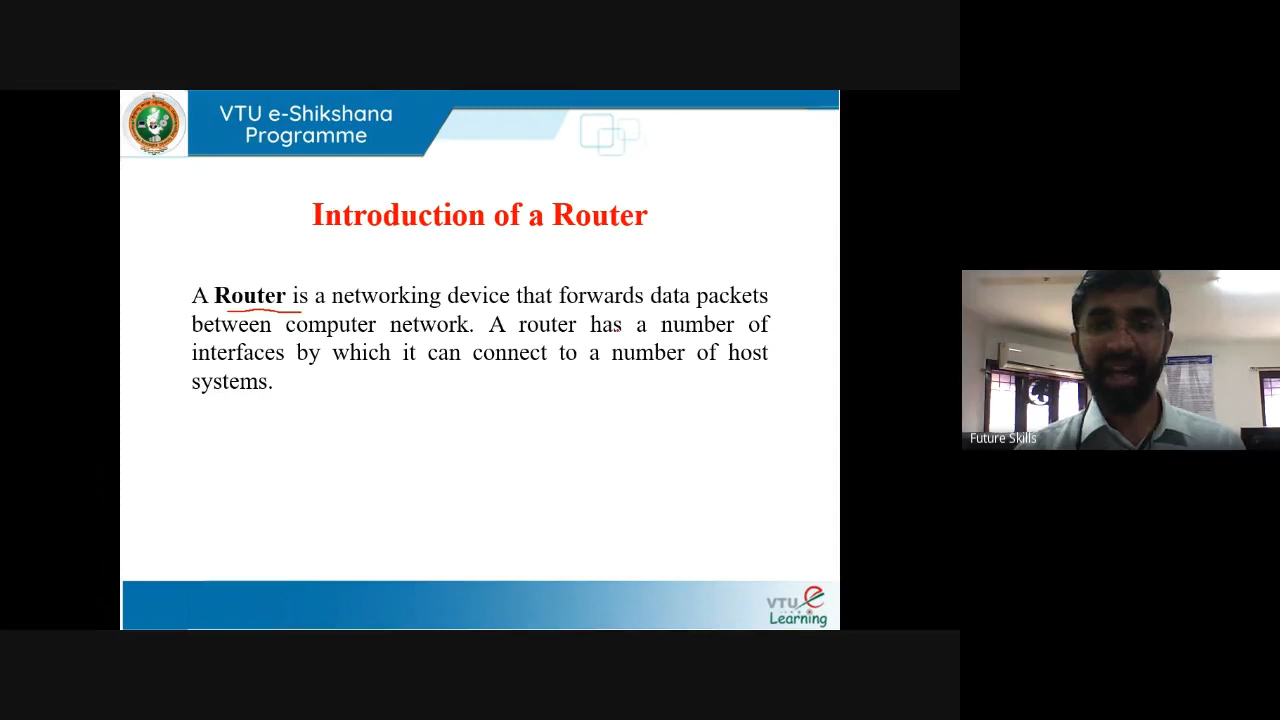 VTU e-Shikshana
Programme
Introduction of a Router
A Router is a networking device that forwards data packets
between computer network. A router has a number of
interfaces by which it can connect to a number of host
systems.
Future Skills
VTU e
Learning